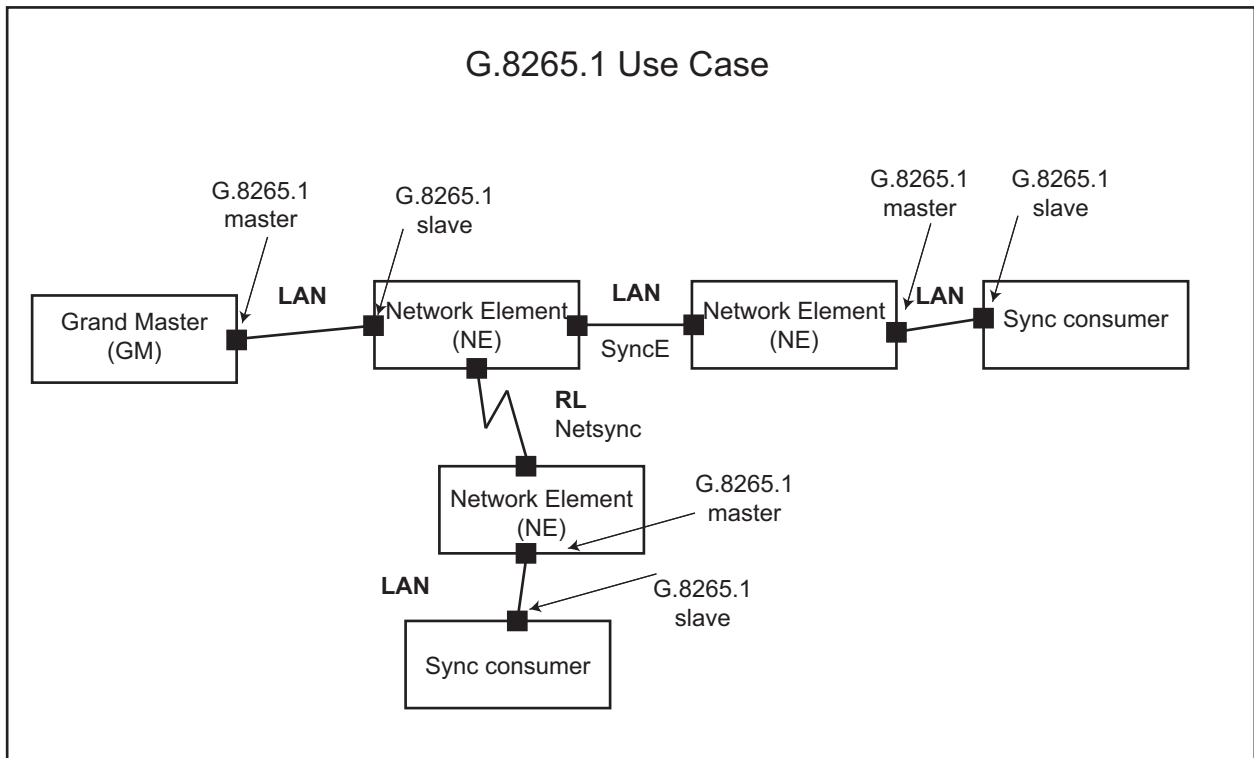 G.8265.1 Use Case
G.8265.1
master
G.8265.1
slave
G.8265.1
master
G.8265.1
slave
LAN
LAN
LAN
Grand Master
(GM)
Network Element
(NE)
SyncE
Network Element
(NE)
Sync consumer
RL
Netsync
Network Element
(NE)
G.8265.1
master
LAN
G.8265.1
slave
Sync consumer